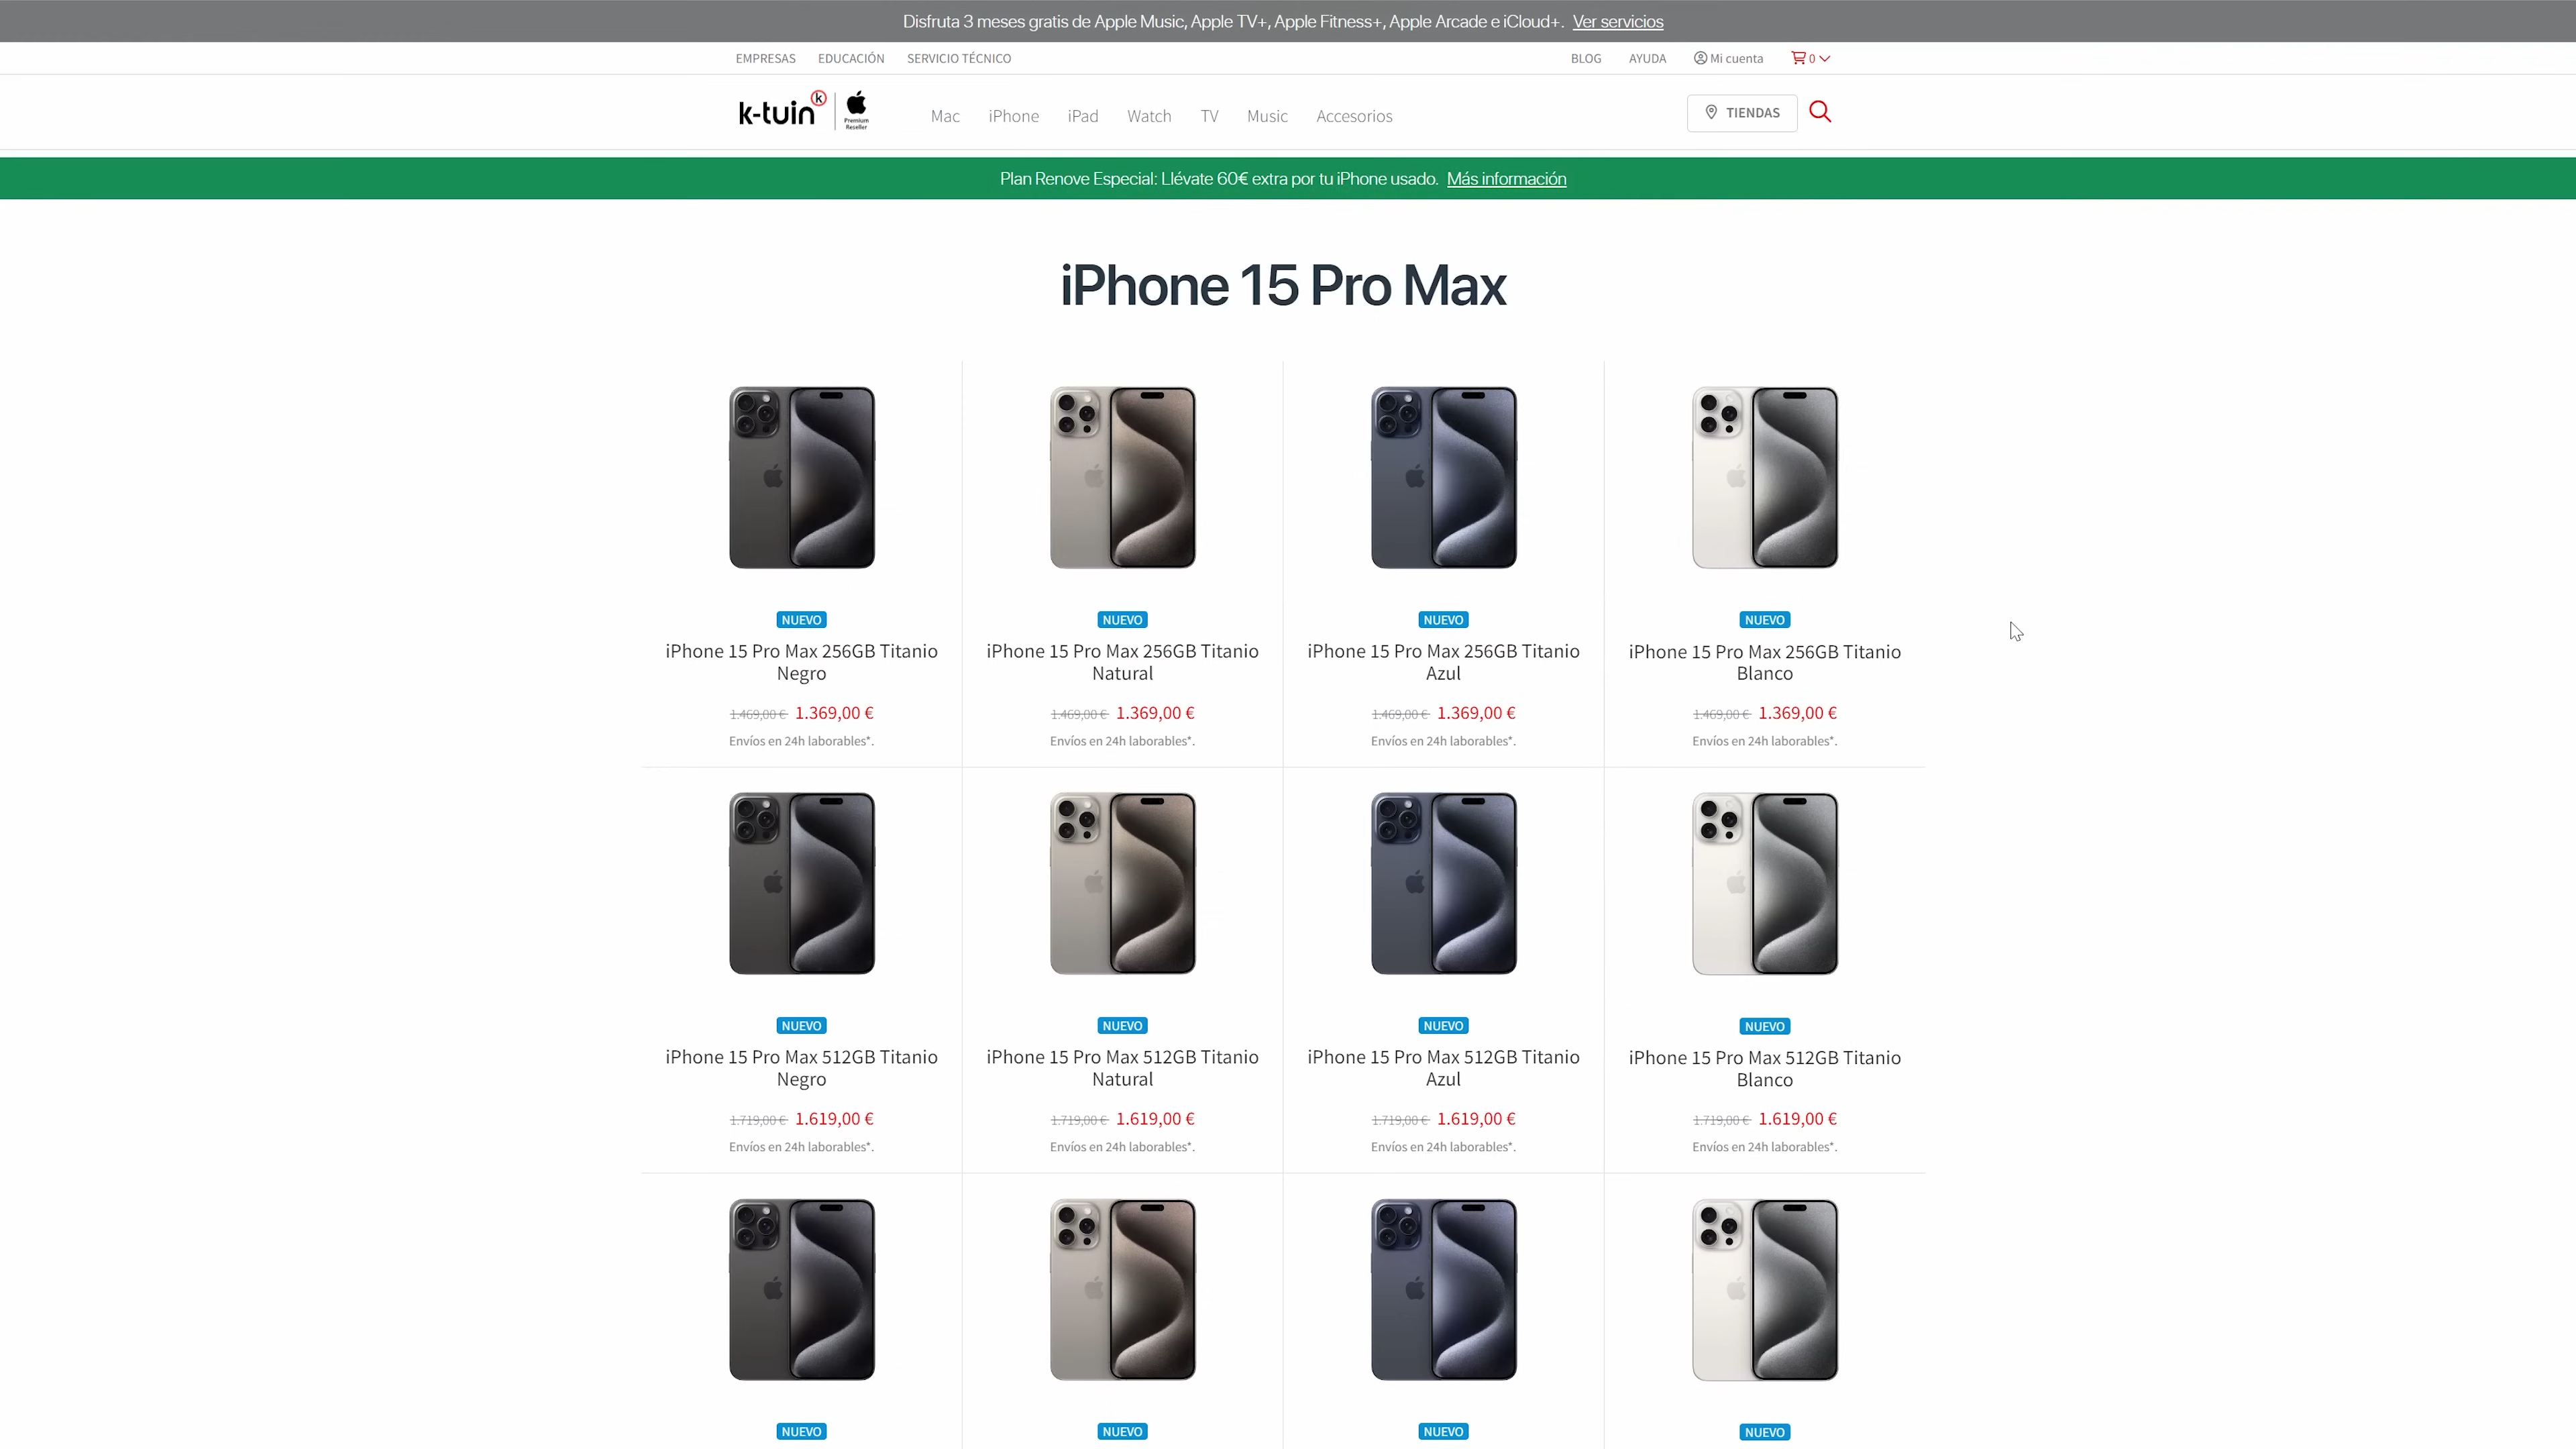 Disfruta 3 meses gratis de Apple Music, Apple TV+, Apple Fitness+, Apple Arcade e iCloud+. Ver servicios
EMPRESAS EDUCACIÓN SERVICIO TÉCNICO BLOG AYUDA Mi cuenta 0
k-tuin k Premium Reseller Mac iPhone iPad Watch TV Music Accesorios TIENDAS
Plan Renove Especial: Llévate 60€ extra por tu iPhone usado. Más información
iPhone 15 Pro Max
NUEVO NUEVO NUEVO NUEVO
iPhone 15 Pro Max 256GB Titanio Negro
iPhone 15 Pro Max 256GB Titanio Natural
iPhone 15 Pro Max 256GB Titanio Azul
iPhone 15 Pro Max 256GB Titanio Blanco
1.469,00 € 1.369,00 € 1.469,00 € 1.369,00 € 1.469,00 € 1.369,00 € 1.469,00 € 1.369,00 €
Envíos en 24h laborables*. Envíos en 24h laborables*. Envíos en 24h laborables*. Envíos en 24h laborables*.
NUEVO NUEVO NUEVO NUEVO
iPhone 15 Pro Max 512GB Titanio Negro
iPhone 15 Pro Max 512GB Titanio Natural
iPhone 15 Pro Max 512GB Titanio Azul
iPhone 15 Pro Max 512GB Titanio Blanco
1.719,00 € 1.619,00 € 1.719,00 € 1.619,00 € 1.719,00 € 1.619,00 € 1.719,00 € 1.619,00 €
Envíos en 24h laborables*. Envíos en 24h laborables*. Envíos en 24h laborables*. Envíos en 24h laborables*.
NUEVO NUEVO NUEVO NUEVO